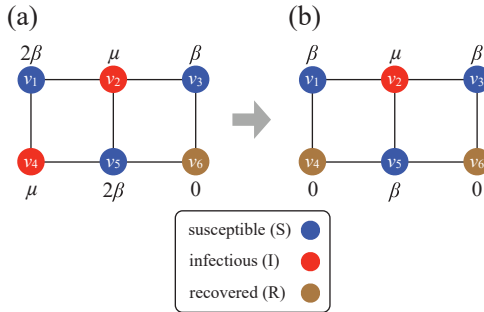 (a)
(b)
2β μ β
β μ β
v1 v2 v3
v1 v2 v3
v4 v5 v6
v4 v5 v6
μ 2β 0
0 β 0
susceptible (S)
infectious (I)
recovered (R)